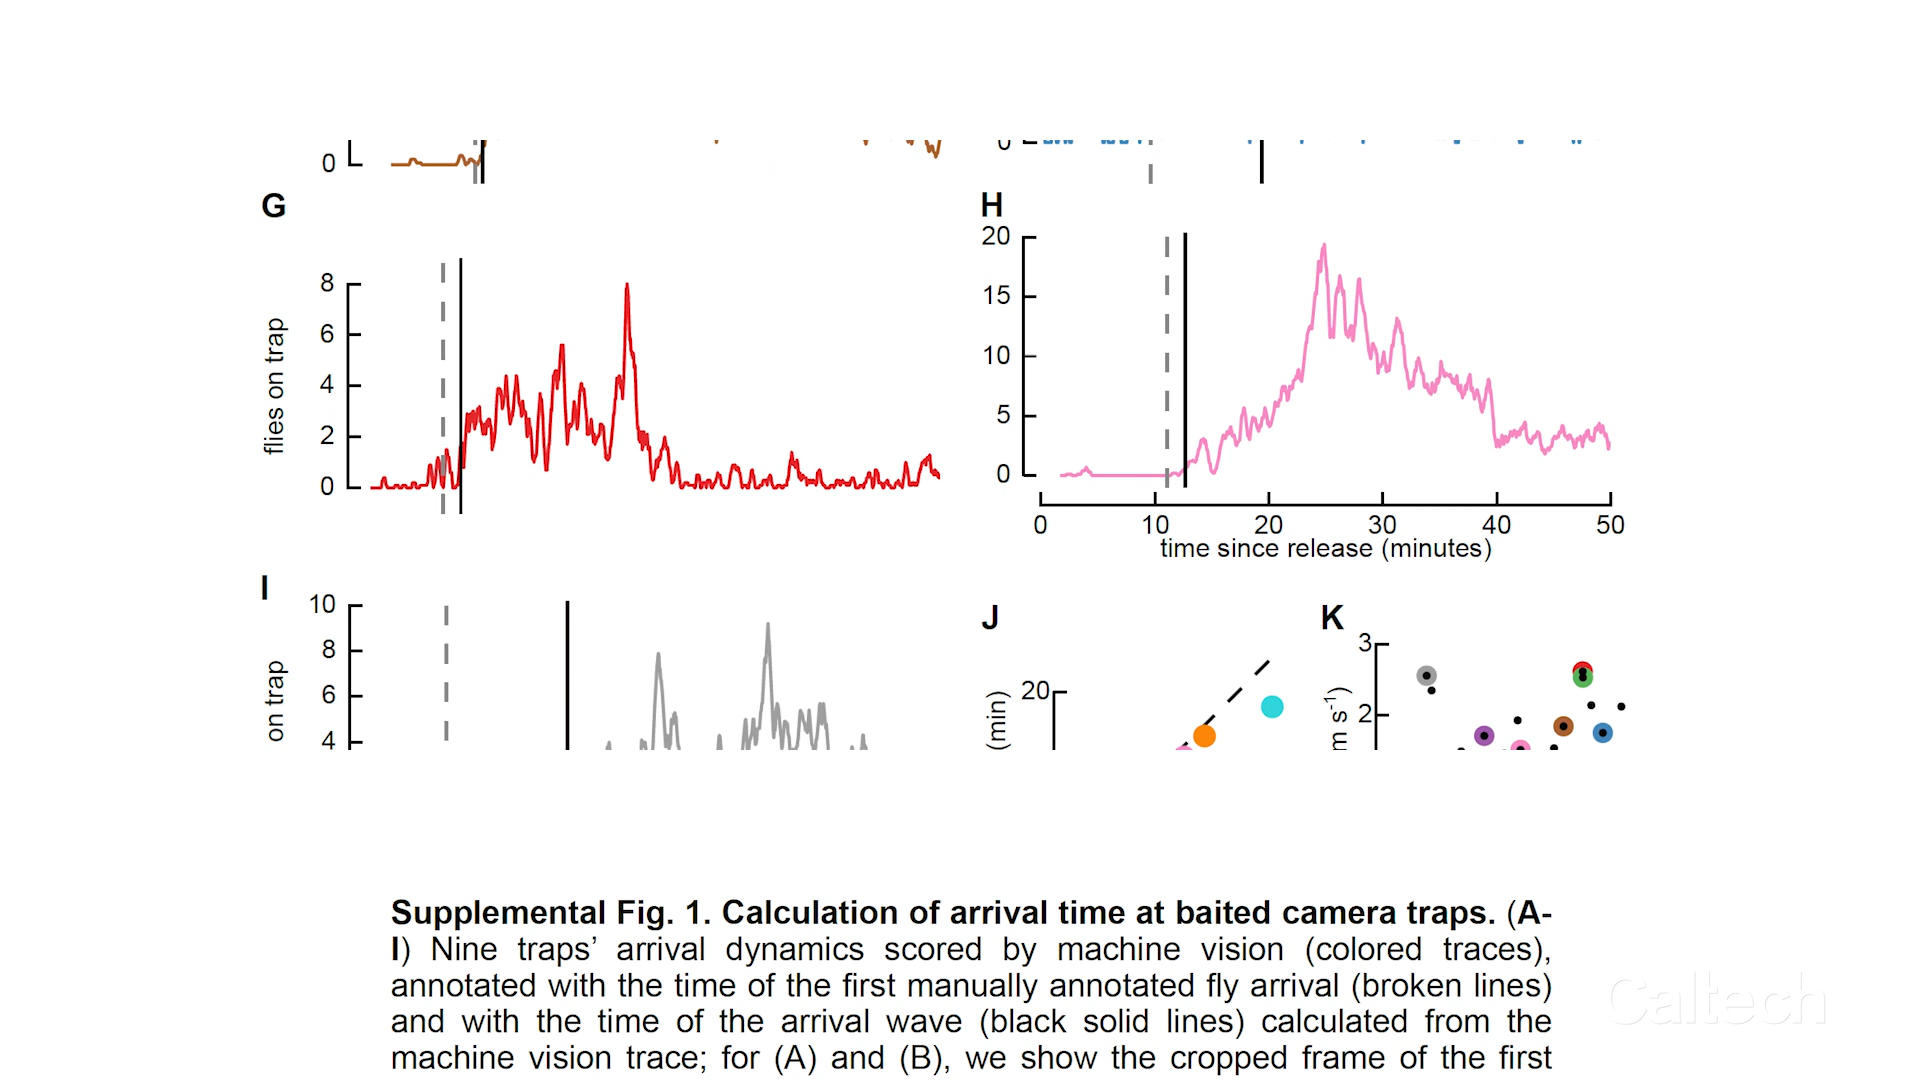 0
0
G
H
flies on trap
8
6
4
2
0
20
15
10
5
0
0 10 20 30 40 50
time since release (minutes)
I
on trap
10
8
6
4
J
(min)
20
K
m s-1)
3
2
Supplemental Fig. 1. Calculation of arrival time at baited camera traps. (A-
I) Nine traps’ arrival dynamics scored by machine vision (colored traces),
annotated with the time of the first manually annotated fly arrival (broken lines)
and with the time of the arrival wave (black solid lines) calculated from the
machine vision trace; for (A) and (B), we show the cropped frame of the first
Caltech